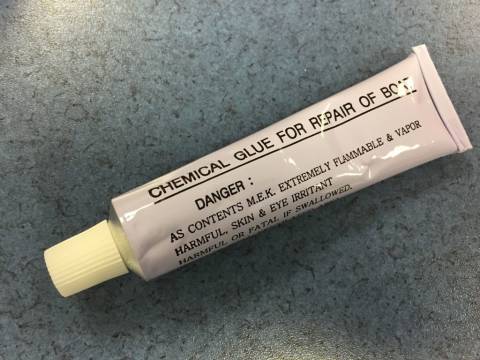 CHEMICAL GLUE FOR REPAIR OF BOAT
DANGER :
AS CONTENTS M.E.K. EXTREMELY FLAMMABLE & VAPOR
HARMFUL, SKIN & EYE IRRITANT
HARMFUL OR FATAL IF SWALLOWED.